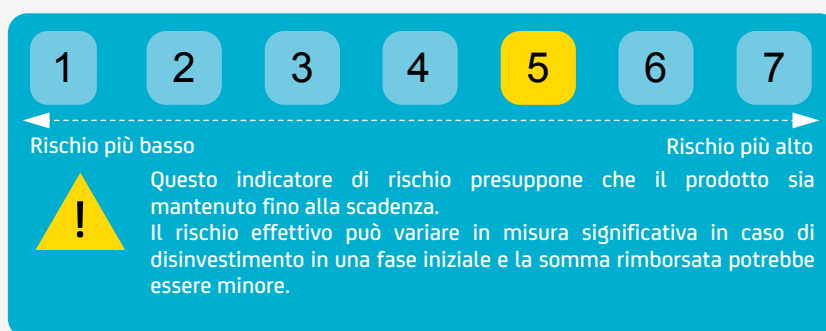 1 2 3 4 5 6 7
Rischio più basso Rischio più alto
Questo indicatore di rischio presuppone che il prodotto sia
mantenuto fino alla scadenza.
!
Il rischio effettivo può variare in misura significativa in caso di
disinvestimento in una fase iniziale e la somma rimborsata potrebbe
essere minore.